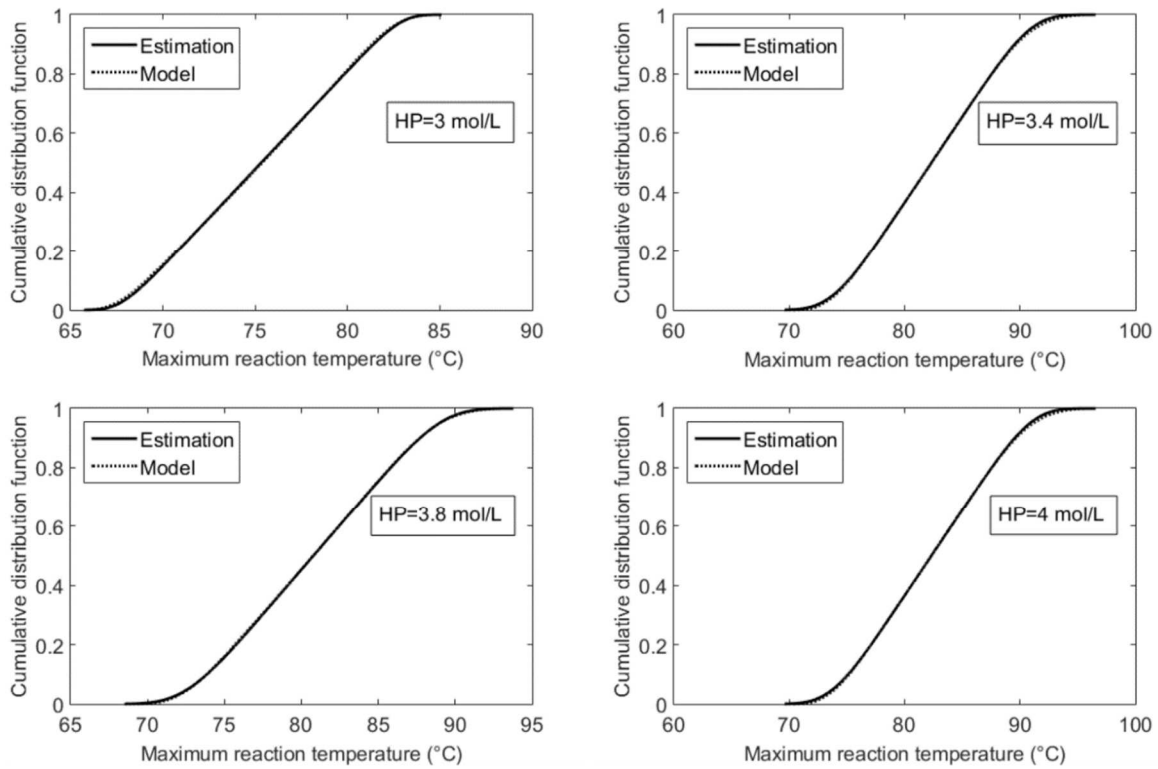 Cumulative distribution function
1
0.8
0.6
0.4
0.2
0
Estimation
Model
HP=3 mol/L
65 70 75 80 85 90
Maximum reaction temperature (°C)
Cumulative distribution function
1
0.8
0.6
0.4
0.2
0
Estimation
Model
HP=3.4 mol/L
60 70 80 90 100
Maximum reaction temperature (°C)
Cumulative distribution function
1
0.8
0.6
0.4
0.2
0
Estimation
Model
HP=3.8 mol/L
65 70 75 80 85 90 95
Maximum reaction temperature (°C)
Cumulative distribution function
1
0.8
0.6
0.4
0.2
0
Estimation
Model
HP=4 mol/L
60 70 80 90 100
Maximum reaction temperature (°C)